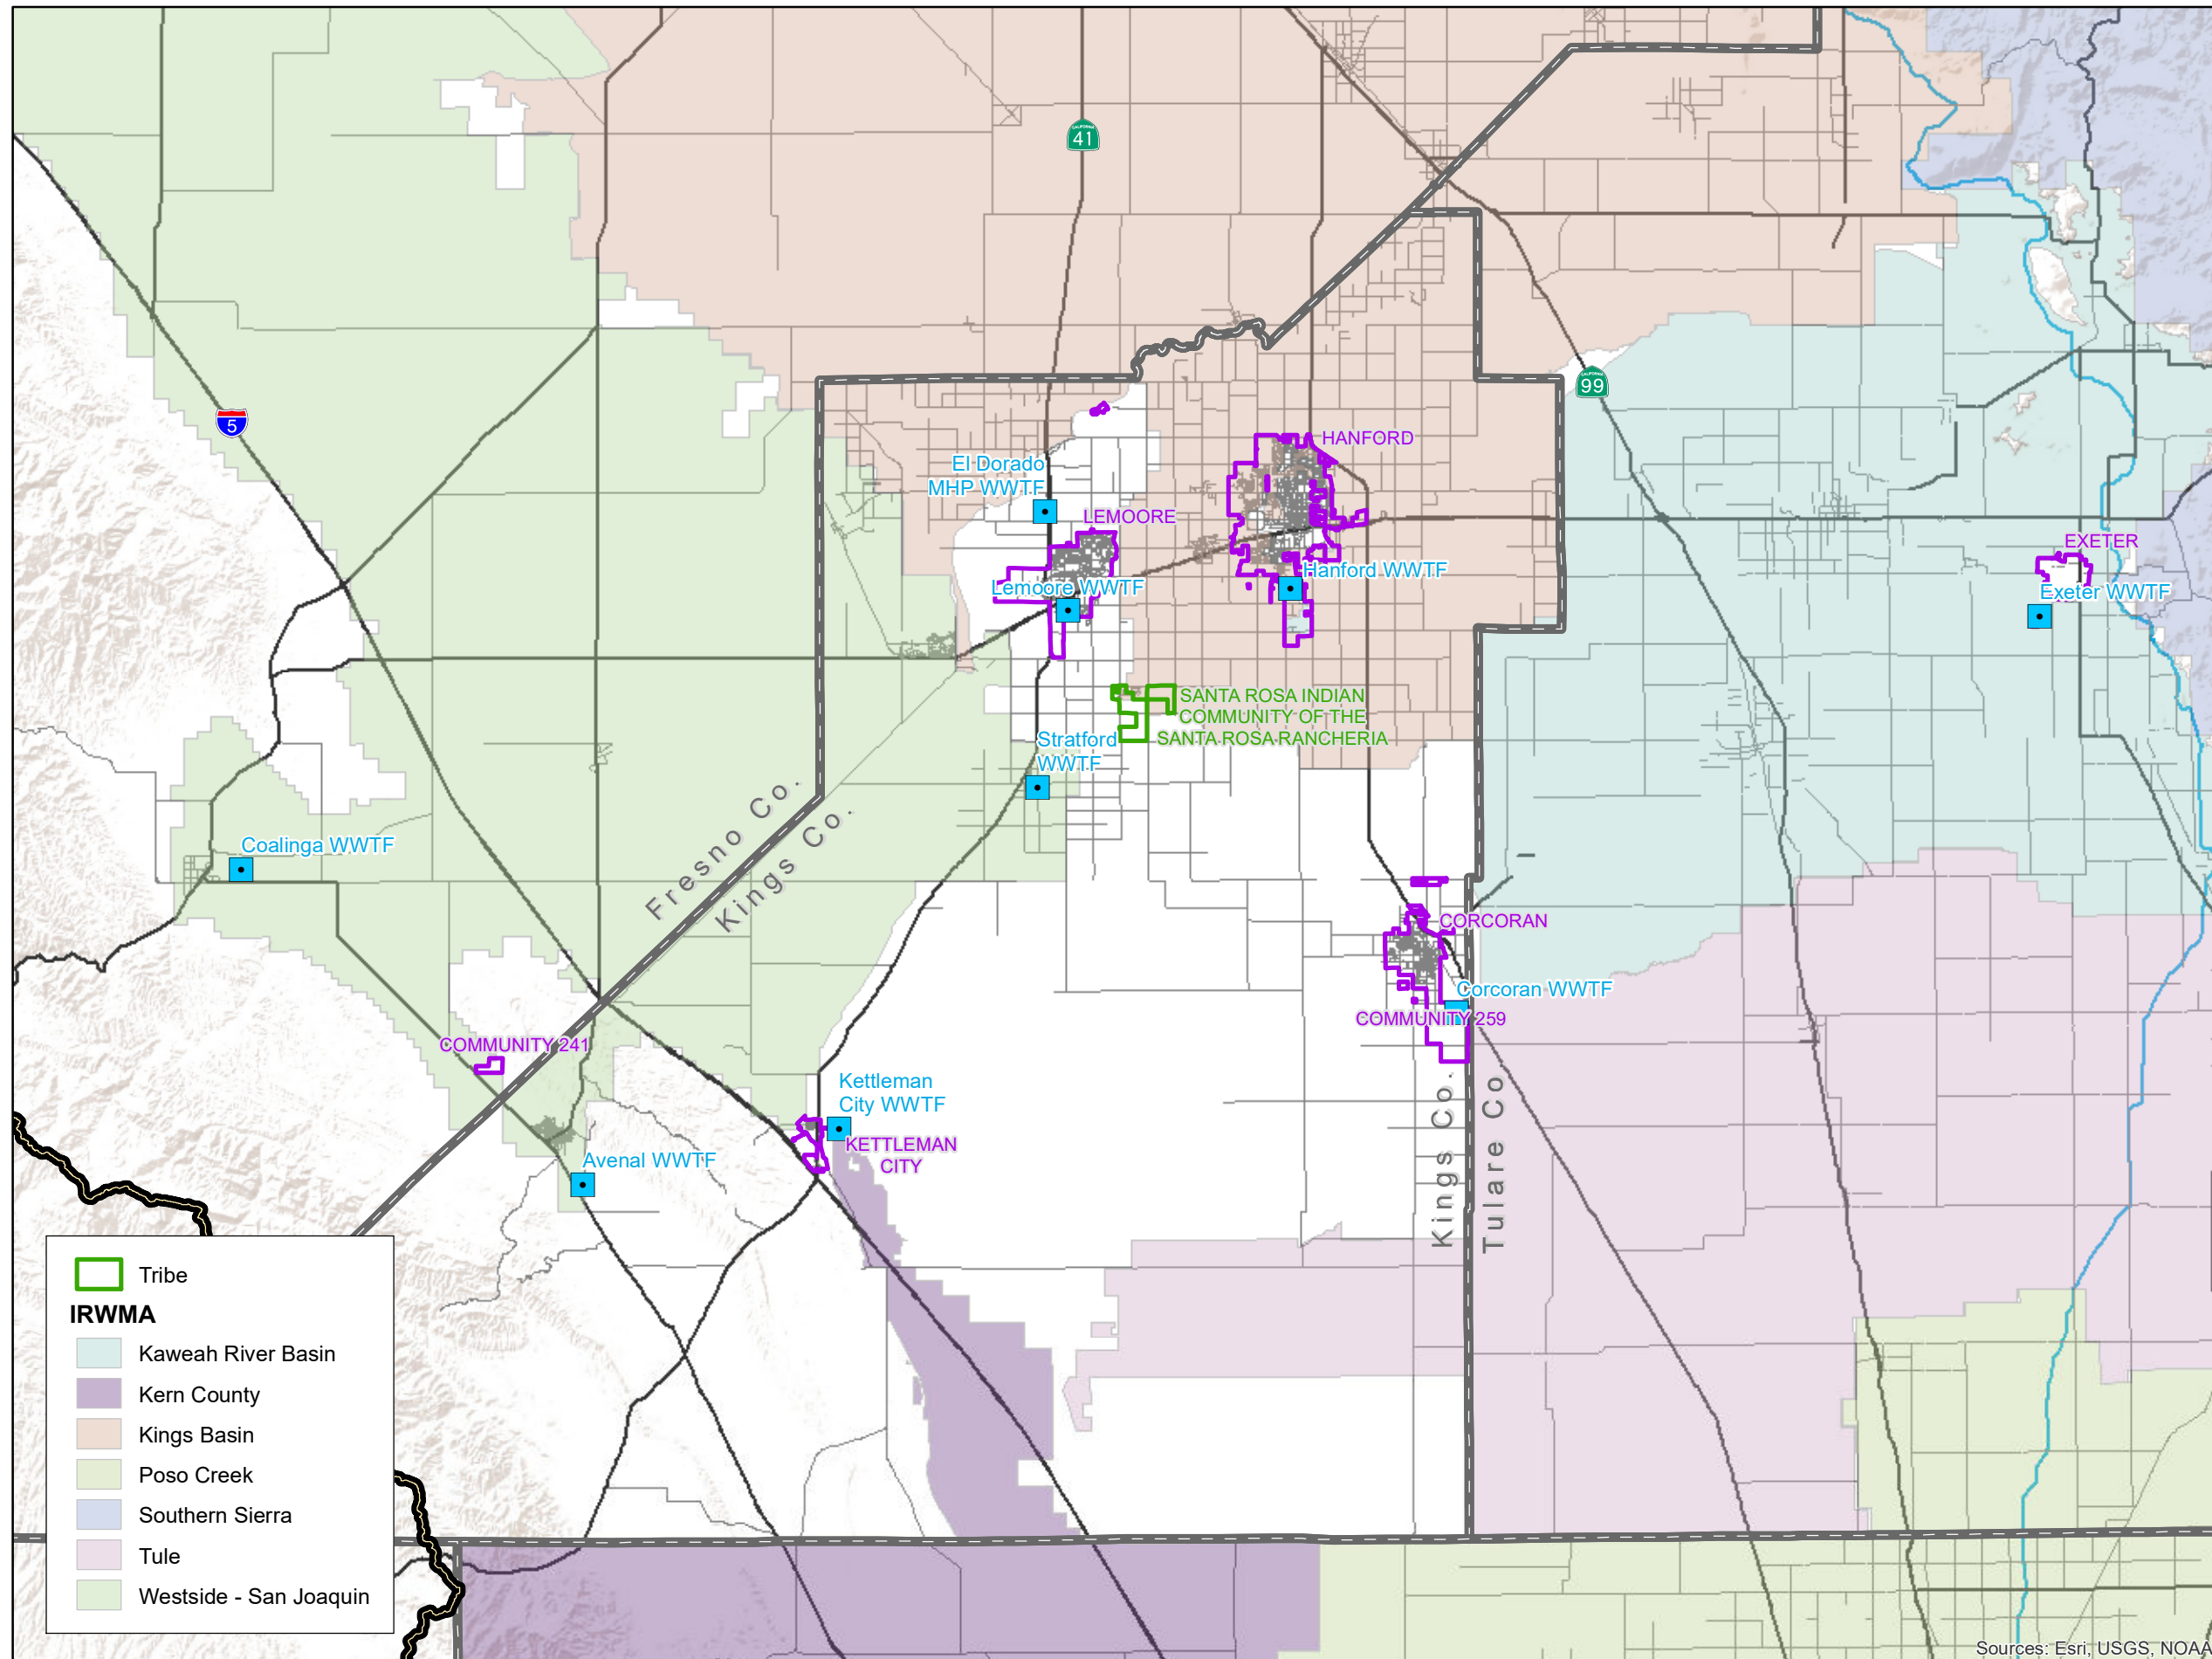 CALIFORNIA
41
CALIFORNIA
99
5
HANFORD
El Dorado
MHP WWTF
LEMOORE
EXETER
Hanford WWTF
Lemoore WWTF
Exeter WWTF
SANTA ROSA INDIAN
COMMUNITY OF THE
SANTA ROSA RANCHERIA
Stratford
WWTF
Fresno Co.
Kings Co.
Coalinga WWTF
CORCORAN
Corcoran WWTF
COMMUNITY 259
COMMUNITY 241
Kettleman
City WWTF
KETTLEMAN
CITY
Avenal WWTF
Kings Co.
Tulare Co
Tribe
IRWMA
Kaweah River Basin
Kern County
Kings Basin
Poso Creek
Southern Sierra
Tule
Westside - San Joaquin
Sources: Esri, USGS, NOAA